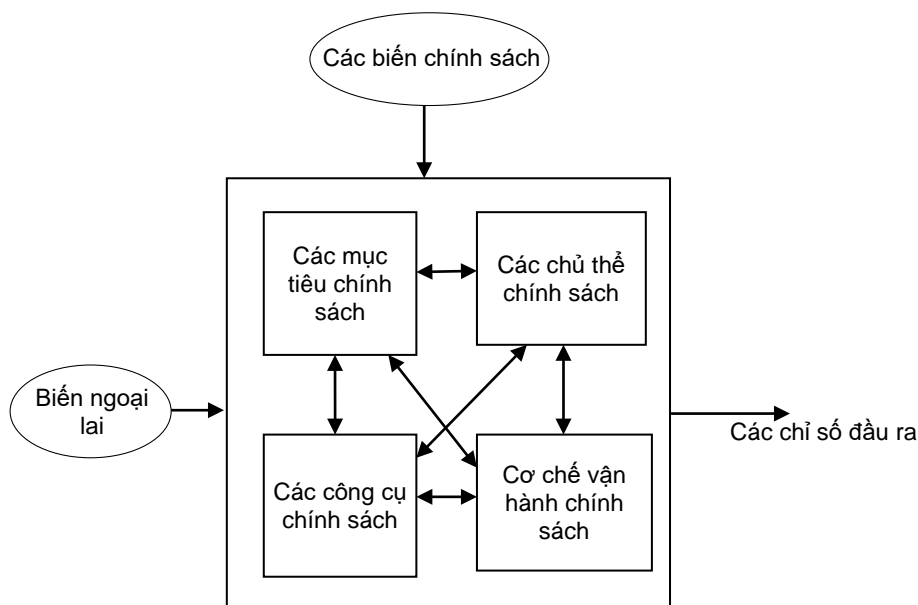 Các biến chính sách
Các mục
tiêu chính
sách
Các chủ thể
chính sách
Biến ngoại
lai
Các chỉ số đầu ra
Các công cụ
chính sách
Cơ chế vận
hành chính
sách